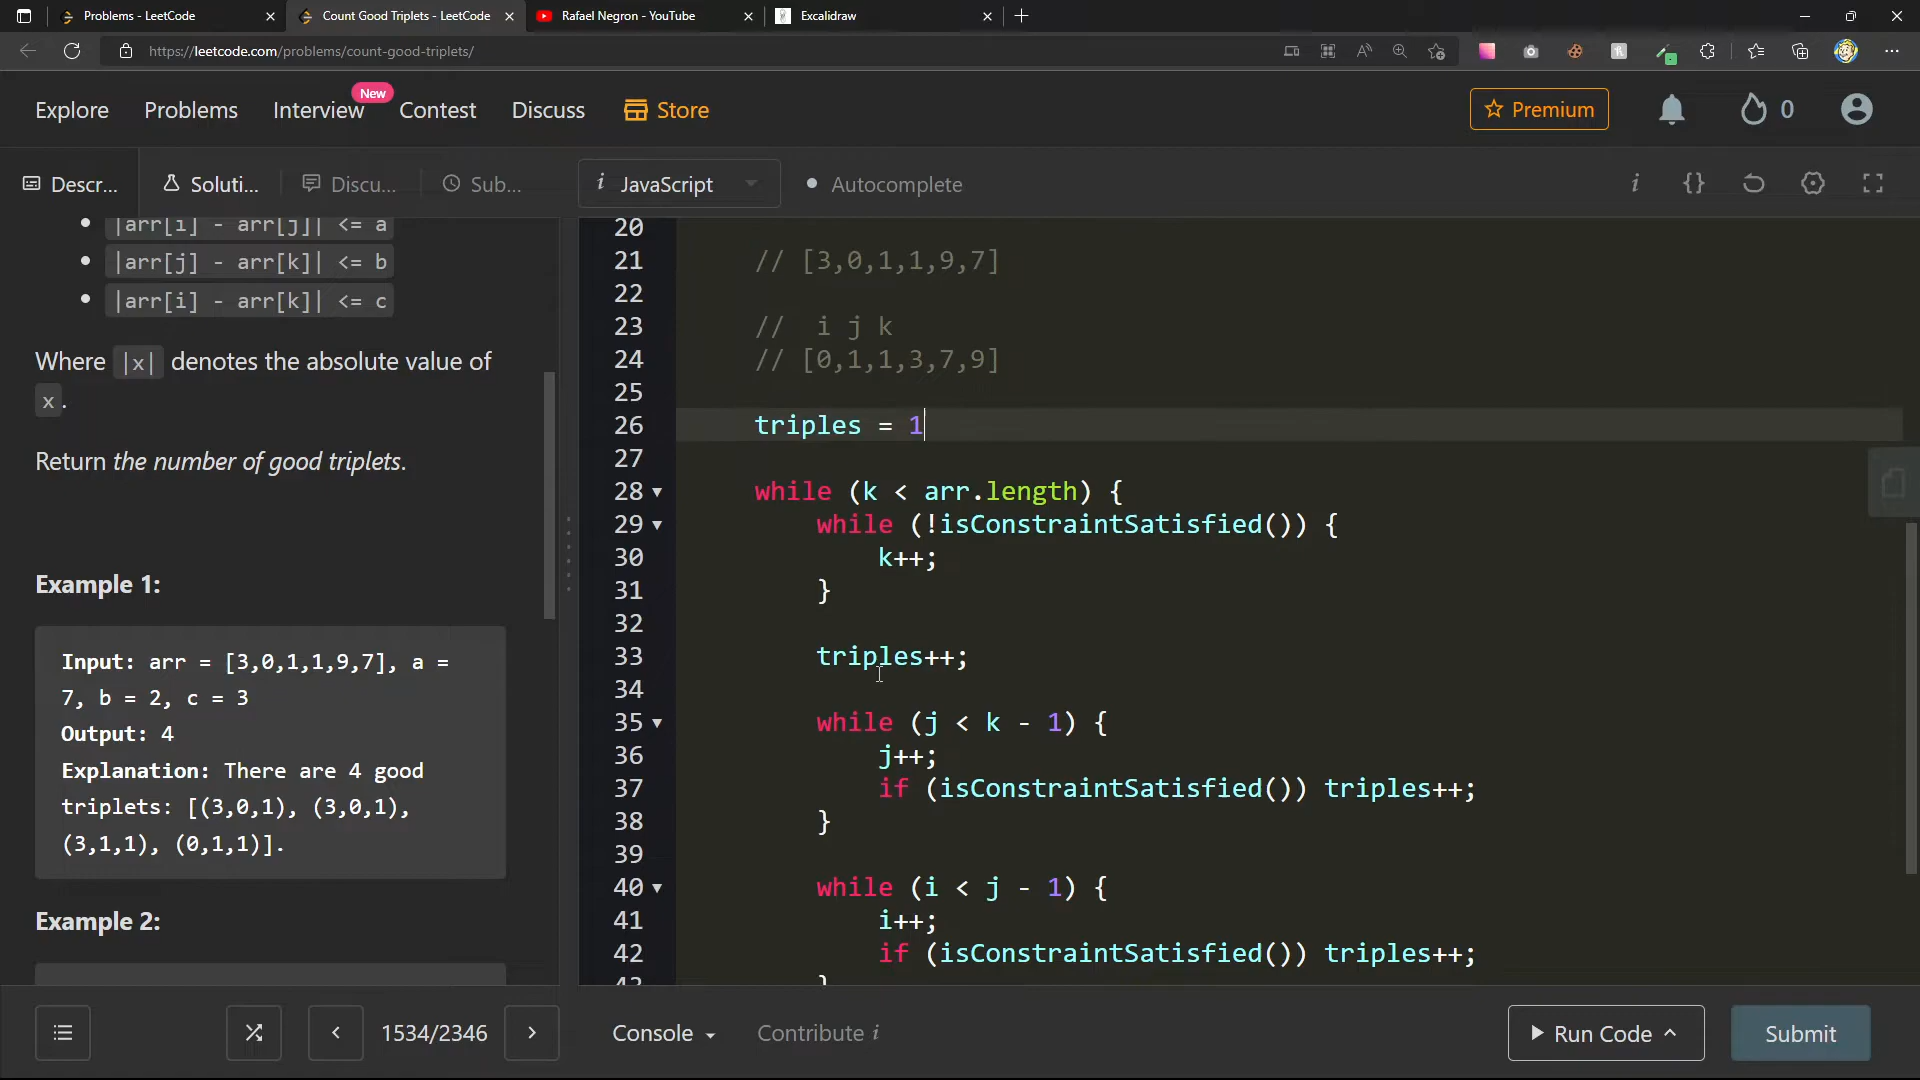 Problems - LeetCode
Count Good Triplets - LeetCode
Rafael Negron - YouTube
Excalidraw
https://leetcode.com/problems/count-good-triplets/
Explore
Problems
Interview
New
Contest
Discuss
Store
Premium
0
Descr...
Soluti...
Discu...
Sub...
i JavaScript
Autocomplete
|arr[i] - arr[j]| <= a
|arr[j] - arr[k]| <= b
|arr[i] - arr[k]| <= c
Where |x| denotes the absolute value of
x.
Return the number of good triplets.
Example 1:
Input: arr = [3,0,1,1,9,7], a =
7, b = 2, c = 3
Output: 4
Explanation: There are 4 good
triplets: [(3,0,1), (3,0,1),
(3,1,1), (0,1,1)].
Example 2:
20
21 // [3,0,1,1,9,7]
22
23 //  i j k
24 // [0,1,1,3,7,9]
25
26 triples = 1
27
28 while (k < arr.length) {
29 while (!isConstraintSatisfied()) {
30 k++;
31 }
32
33 triples++;
34
35 while (j < k - 1) {
36 j++;
37 if (isConstraintSatisfied()) triples++;
38 }
39
40 while (i < j - 1) {
41 i++;
42 if (isConstraintSatisfied()) triples++;
43 }
1534/2346
Console
Contribute i
Run Code
Submit